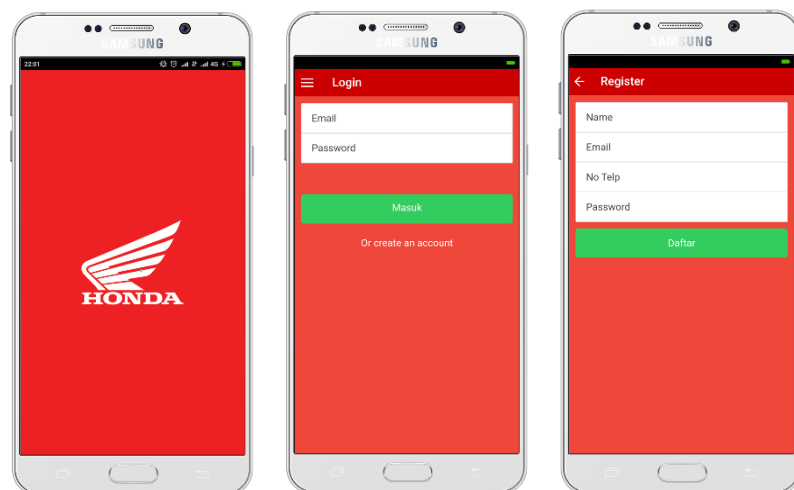 SAMSUNG
22:01
4G
HONDA
SAMSUNG
Login
Email
Password
Masuk
Or create an account
SAMSUNG
Register
Name
Email
No Telp
Password
Daftar